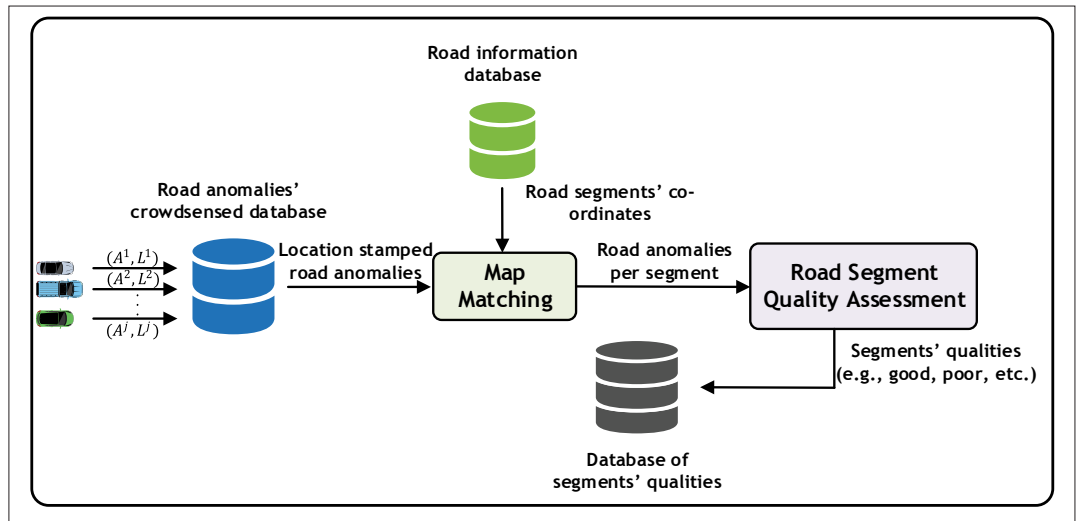 Road information
database
Road anomalies’
crowdsensed database
Road segments’ co-
ordinates
(A¹, L¹)
(A², L²)
⋮
(Aʲ, Lʲ)
Location stamped
road anomalies
Map
Matching
Road anomalies
per segment
Road Segment
Quality Assessment
Segments’ qualities
(e.g., good, poor, etc.)
Database of
segments’ qualities